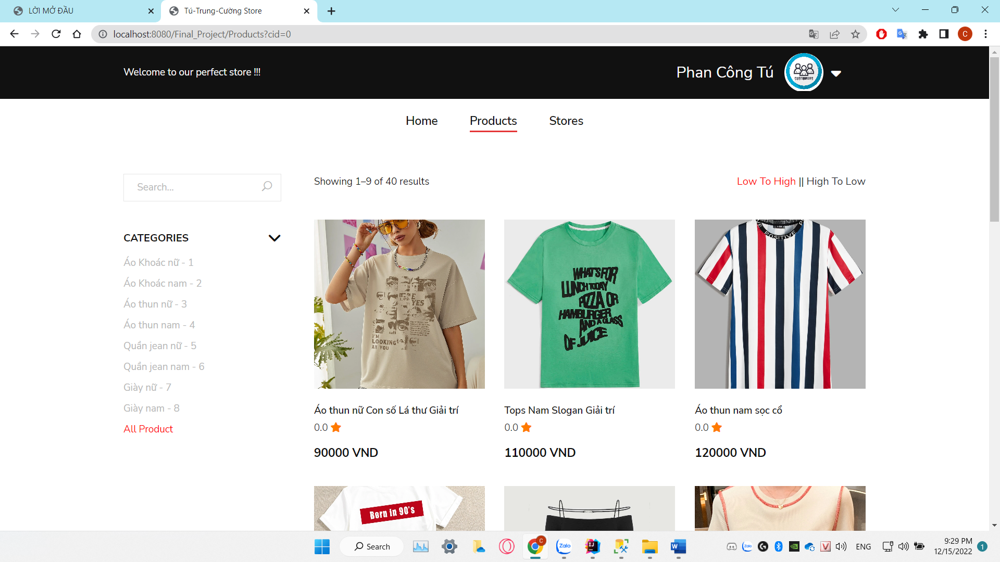 LỜI MỞ ĐẦU
Tú-Trung-Cường Store
localhost:8080/Final_Project/Products?cid=0
Welcome to our perfect store !!!
Phan Công Tú
CUSTOMERS
Home
Products
Stores
Search...
Showing 1–9 of 40 results
Low To High || High To Low
CATEGORIES
Áo Khoác nữ - 1
Áo Khoác nam - 2
Áo thun nữ - 3
Áo thun nam - 4
Quần jean nữ - 5
Quần jean nam - 6
Giày nữ - 7
Giày nam - 8
All Product
EYES
I'M
LOOKING
AT YOU
WHAT'S FOR
LUNCH TODAY
PIZZA OR
HAMBURGER
AND A GLASS
OF JUICE
POSITIVE
Áo thun nữ Con số Lá thư Giải trí
0.0
90000 VND
Tops Nam Slogan Giải trí
0.0
110000 VND
Áo thun nam sọc cổ
0.0
120000 VND
Born in 90's
Search
C
Zalo
IJ
W
Zalo
V
ENG
9:29 PM
12/15/2022
1
C